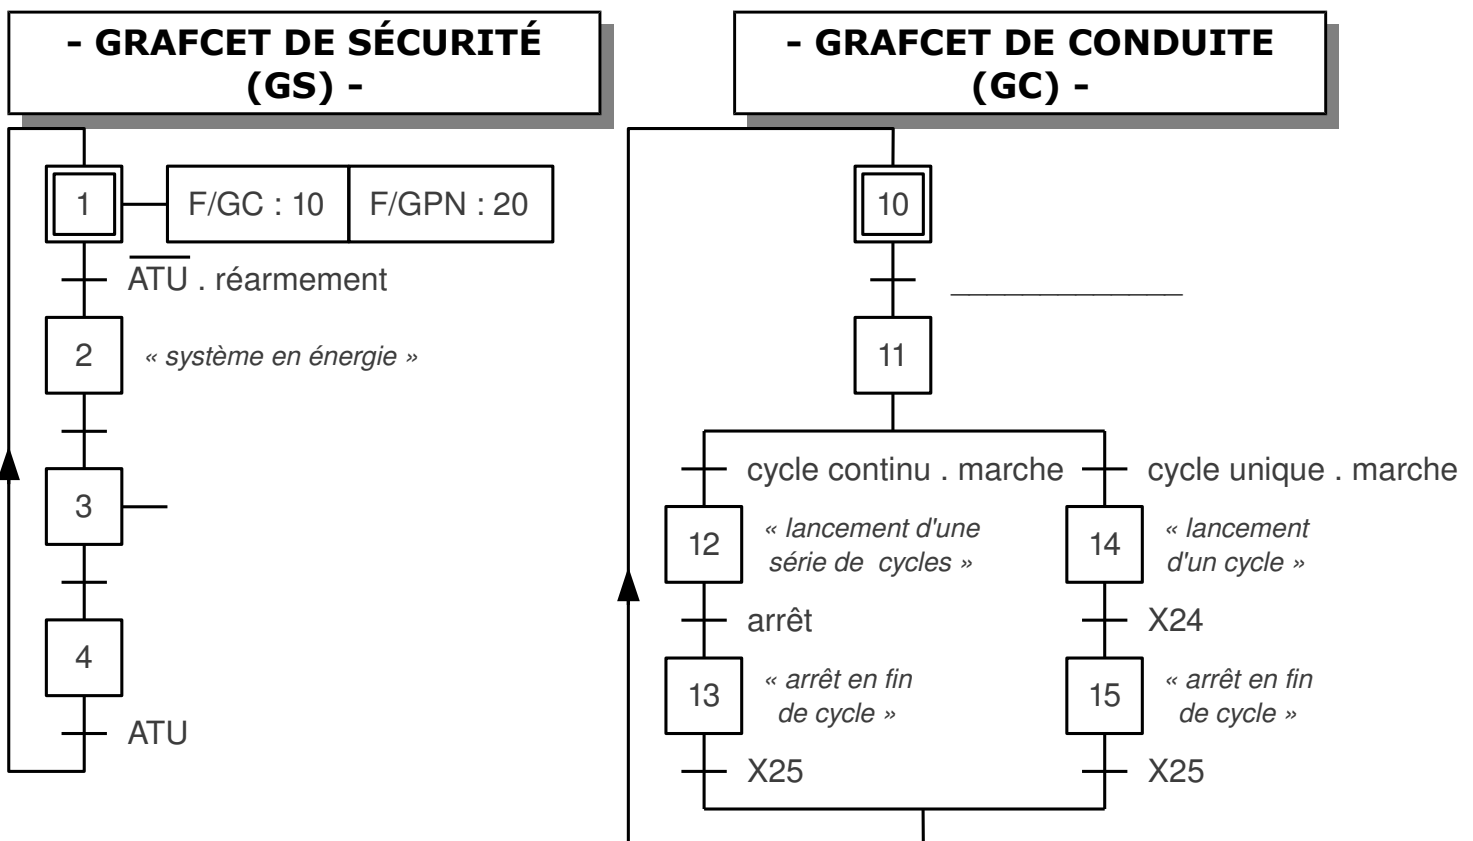 - GRAFCET DE SÉCURITÉ
(GS) -
1
F/GC : 10
F/GPN : 20
ATU . réarmement
2
« système en énergie »
3
4
ATU
- GRAFCET DE CONDUITE
(GC) -
10
11
cycle continu . marche
cycle unique . marche
12
« lancement d'une
série de cycles »
14
« lancement
d'un cycle »
arrêt
X24
13
« arrêt en fin
de cycle »
15
« arrêt en fin
de cycle »
X25
X25